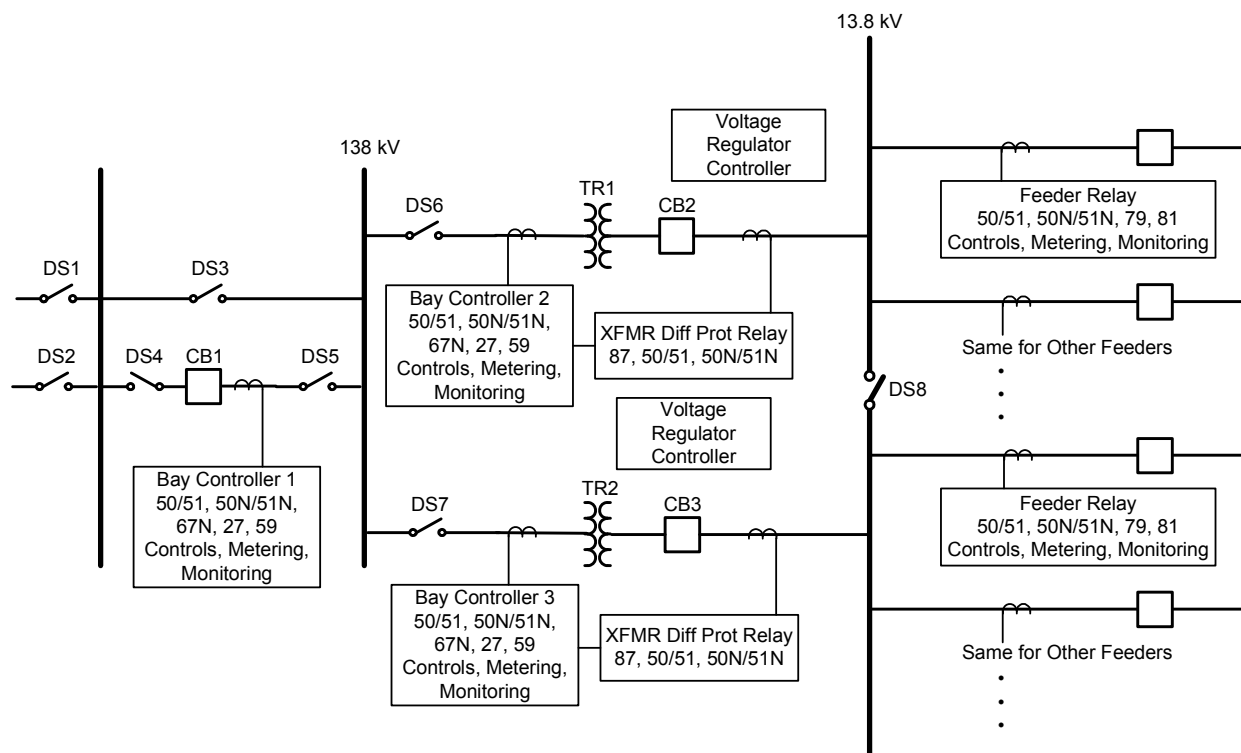 13.8 kV
138 kV
DS1
DS3
DS2
DS4
CB1
DS5
Bay Controller 1
50/51, 50N/51N,
67N, 27, 59
Controls, Metering,
Monitoring
DS6
TR1
CB2
Voltage
Regulator
Controller
Bay Controller 2
50/51, 50N/51N,
67N, 27, 59
Controls, Metering,
Monitoring
XFMR Diff Prot Relay
87, 50/51, 50N/51N
Voltage
Regulator
Controller
DS7
TR2
CB3
Bay Controller 3
50/51, 50N/51N,
67N, 27, 59
Controls, Metering,
Monitoring
XFMR Diff Prot Relay
87, 50/51, 50N/51N
Feeder Relay
50/51, 50N/51N, 79, 81
Controls, Metering, Monitoring
Same for Other Feeders
DS8
Feeder Relay
50/51, 50N/51N, 79, 81
Controls, Metering, Monitoring
Same for Other Feeders